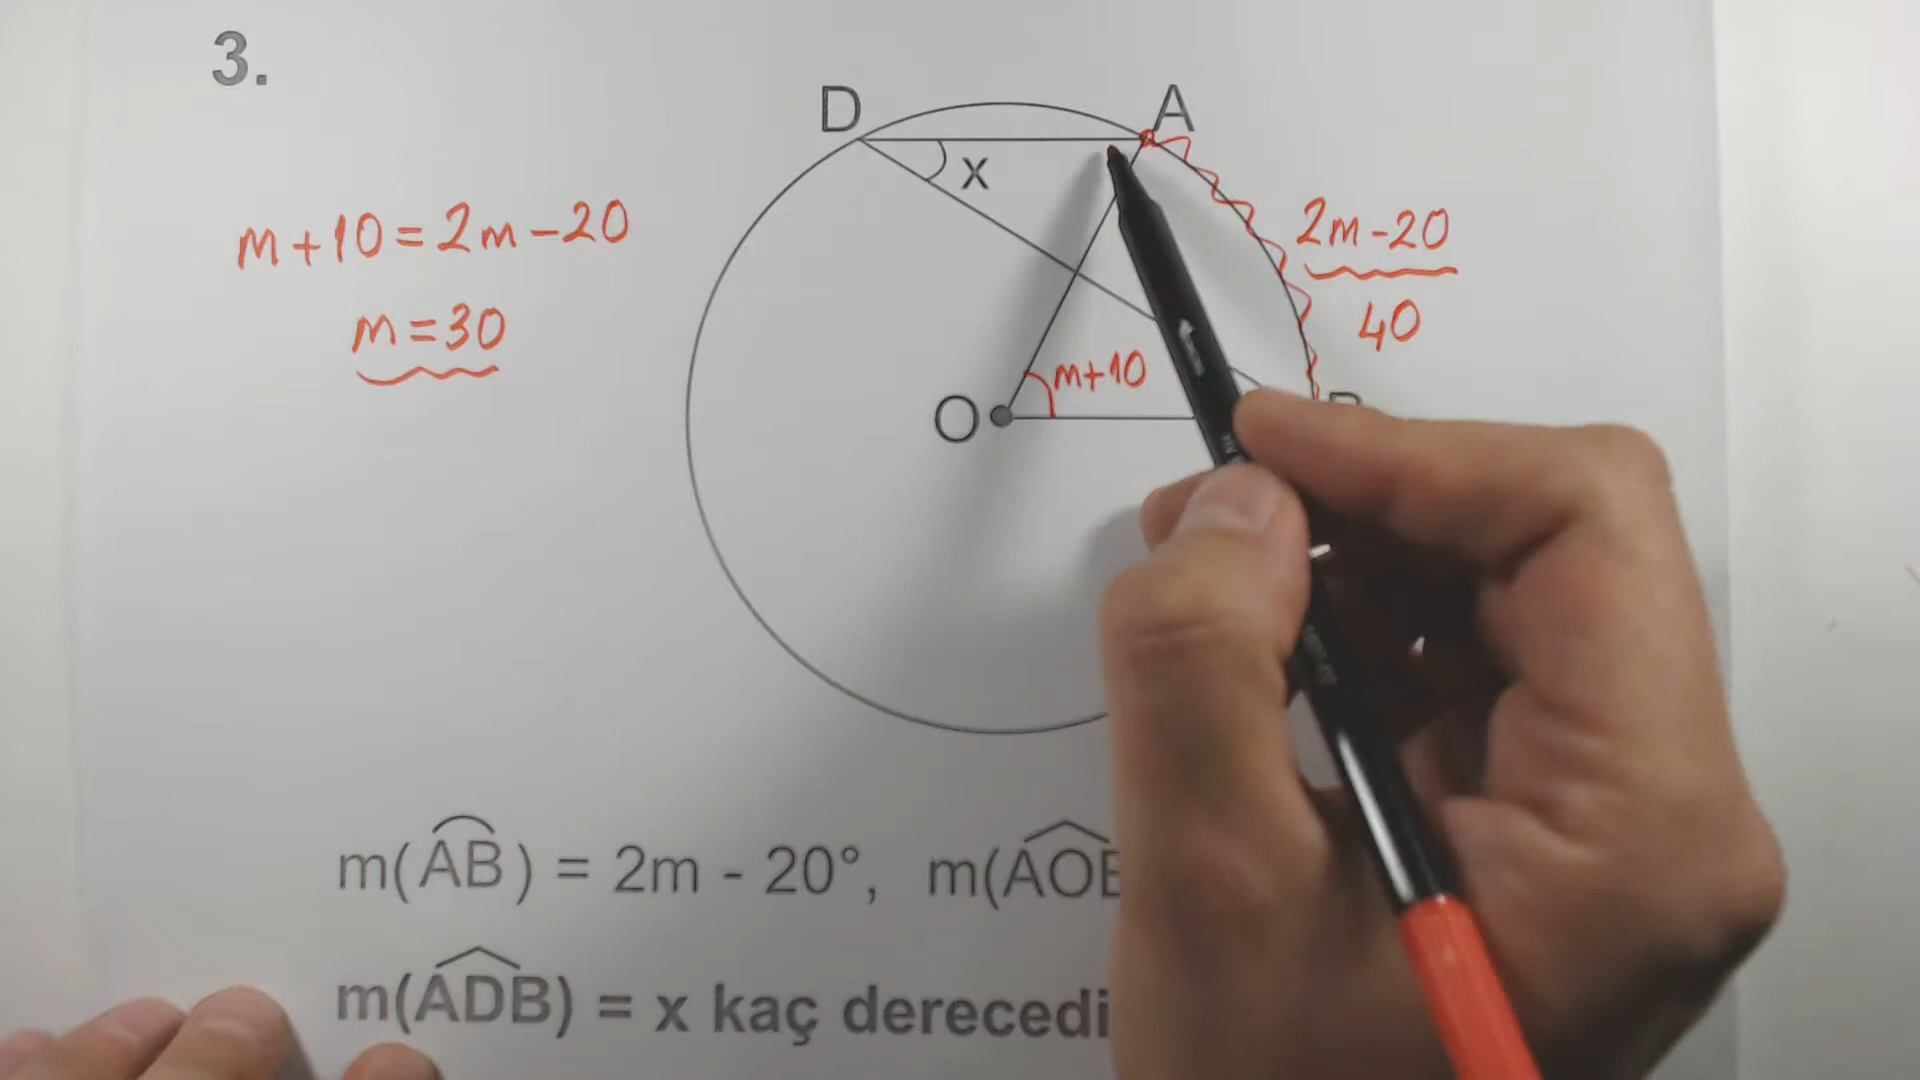 3.
D
A
x
m+10=2m-20
2m-20
m=30
40
m+10
O
m(AB) = 2m - 20°, m(AOB
m(ADB) = x kaç derecedi